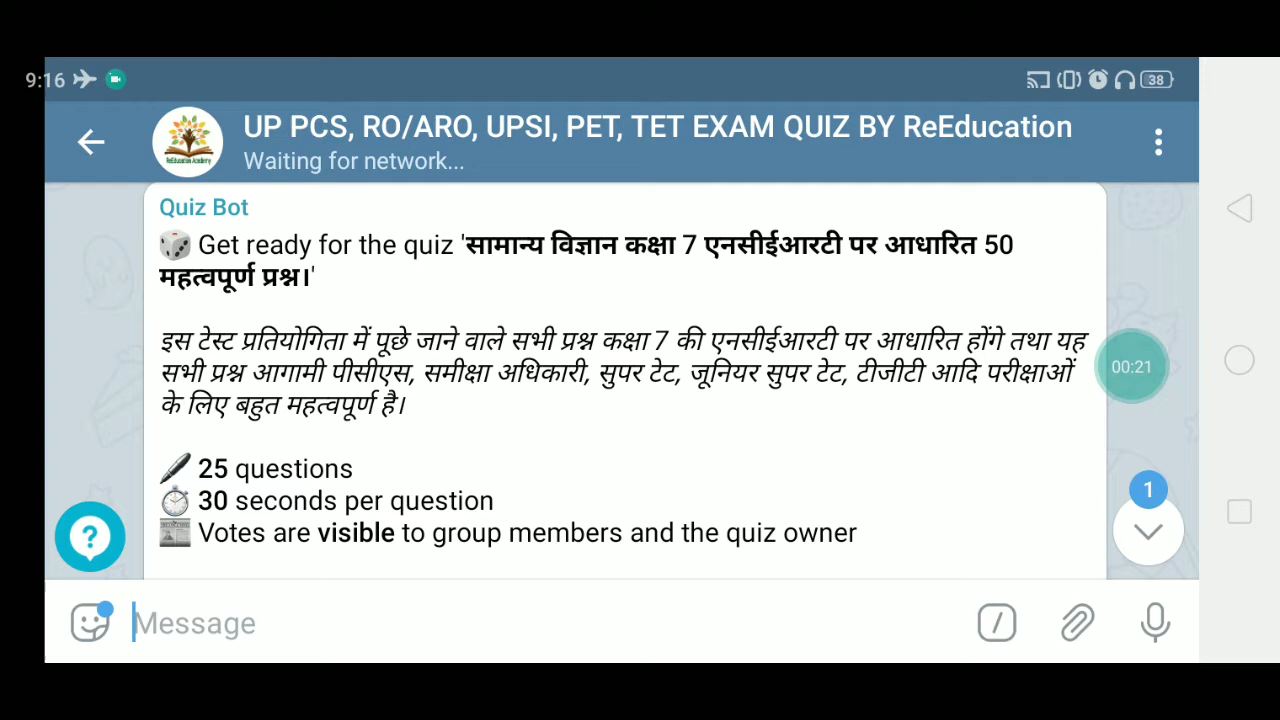 9:16
38
UP PCS, RO/ARO, UPSI, PET, TET EXAM QUIZ BY ReEducation
Waiting for network...
ReEducation Academy
Quiz Bot
Get ready for the quiz 'सामान्य विज्ञान कक्षा 7 एनसीईआरटी पर आधारित 50
महत्वपूर्ण प्रश्न।'
इस टेस्ट प्रतियोगिता में पूछे जाने वाले सभी प्रश्न कक्षा 7 की एनसीईआरटी पर आधारित होंगे तथा यह
सभी प्रश्न आगामी पीसीएस, समीक्षा अधिकारी, सुपर टेट, जूनियर सुपर टेट, टीजीटी आदि परीक्षाओं
के लिए बहुत महत्वपूर्ण है।
00:21
25 questions
30 seconds per question
Votes are visible to group members and the quiz owner
1
Message